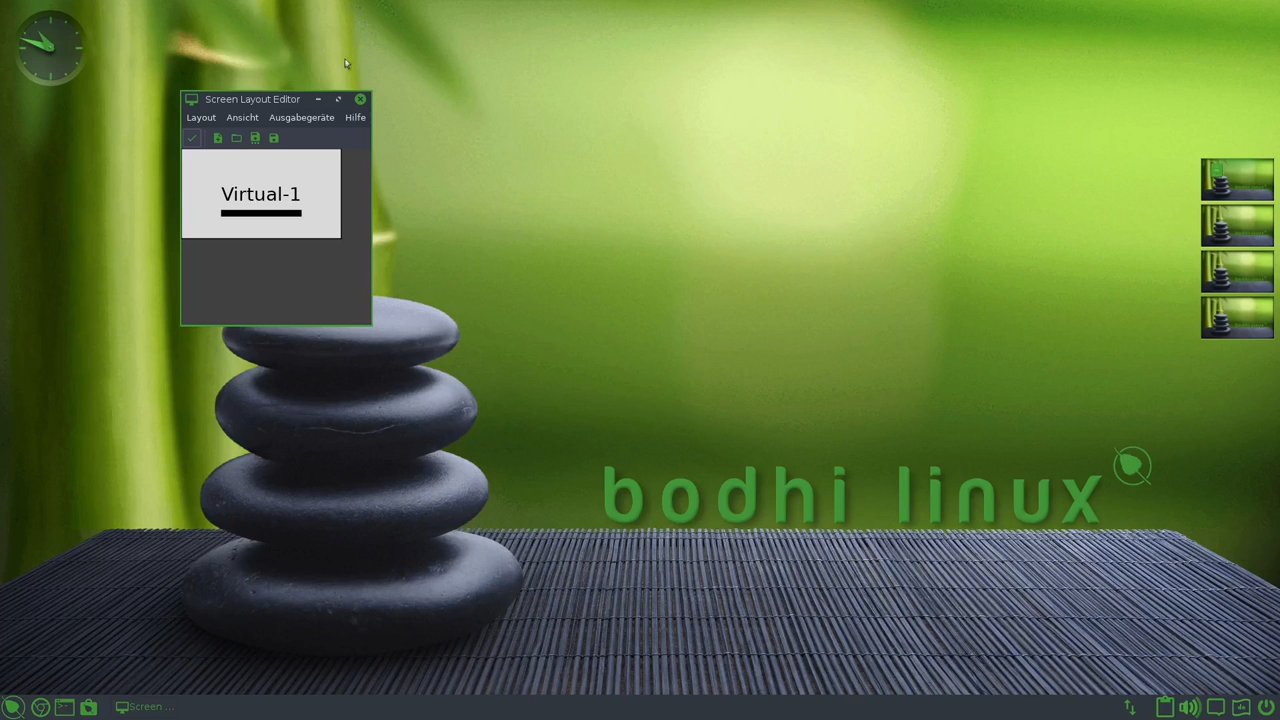 Screen Layout Editor
Layout Ansicht Ausgabegeräte Hilfe
Virtual-1
bodhi linux
Screen ...